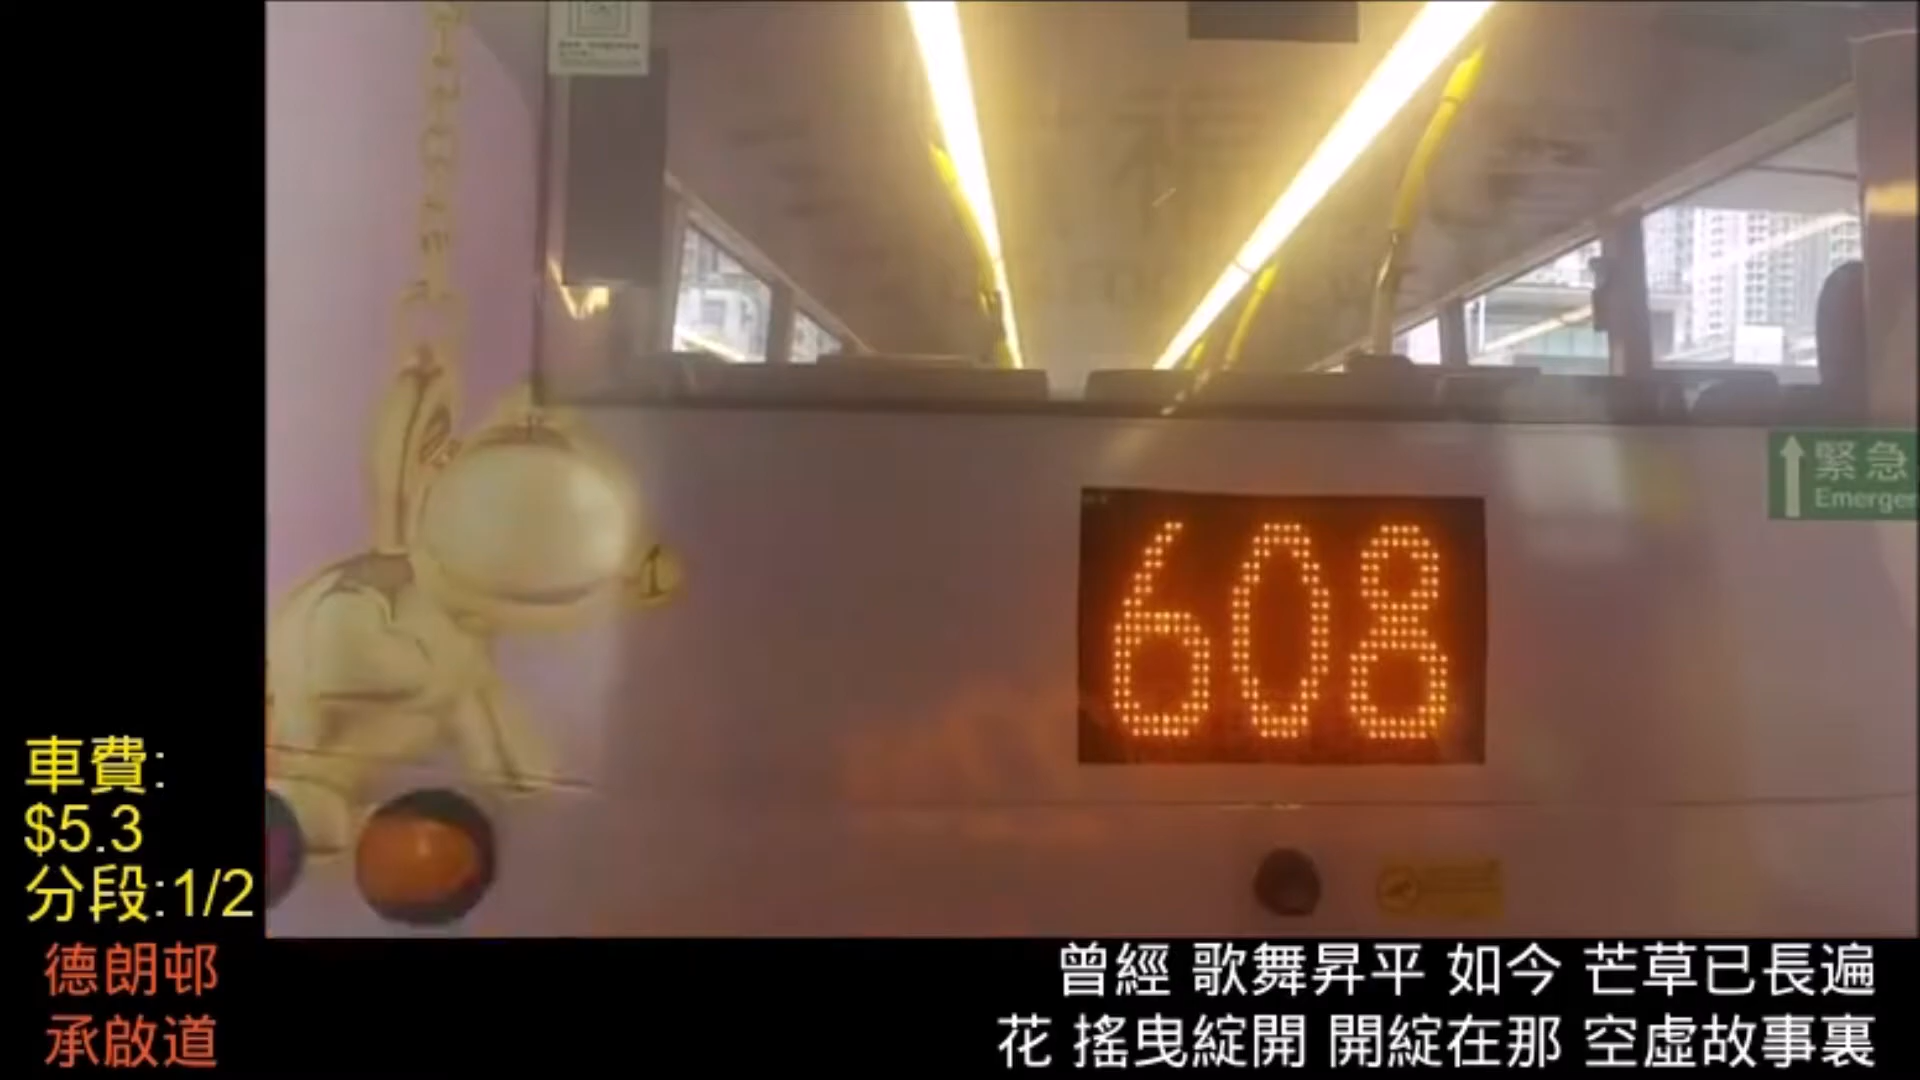 緊急
Emergen
608
車費:
$5.3
分段:1/2
德朗邨
承啟道
曾經 歌舞昇平 如今 芒草已長遍
花 搖曳綻開 開綻在那 空虛故事裏